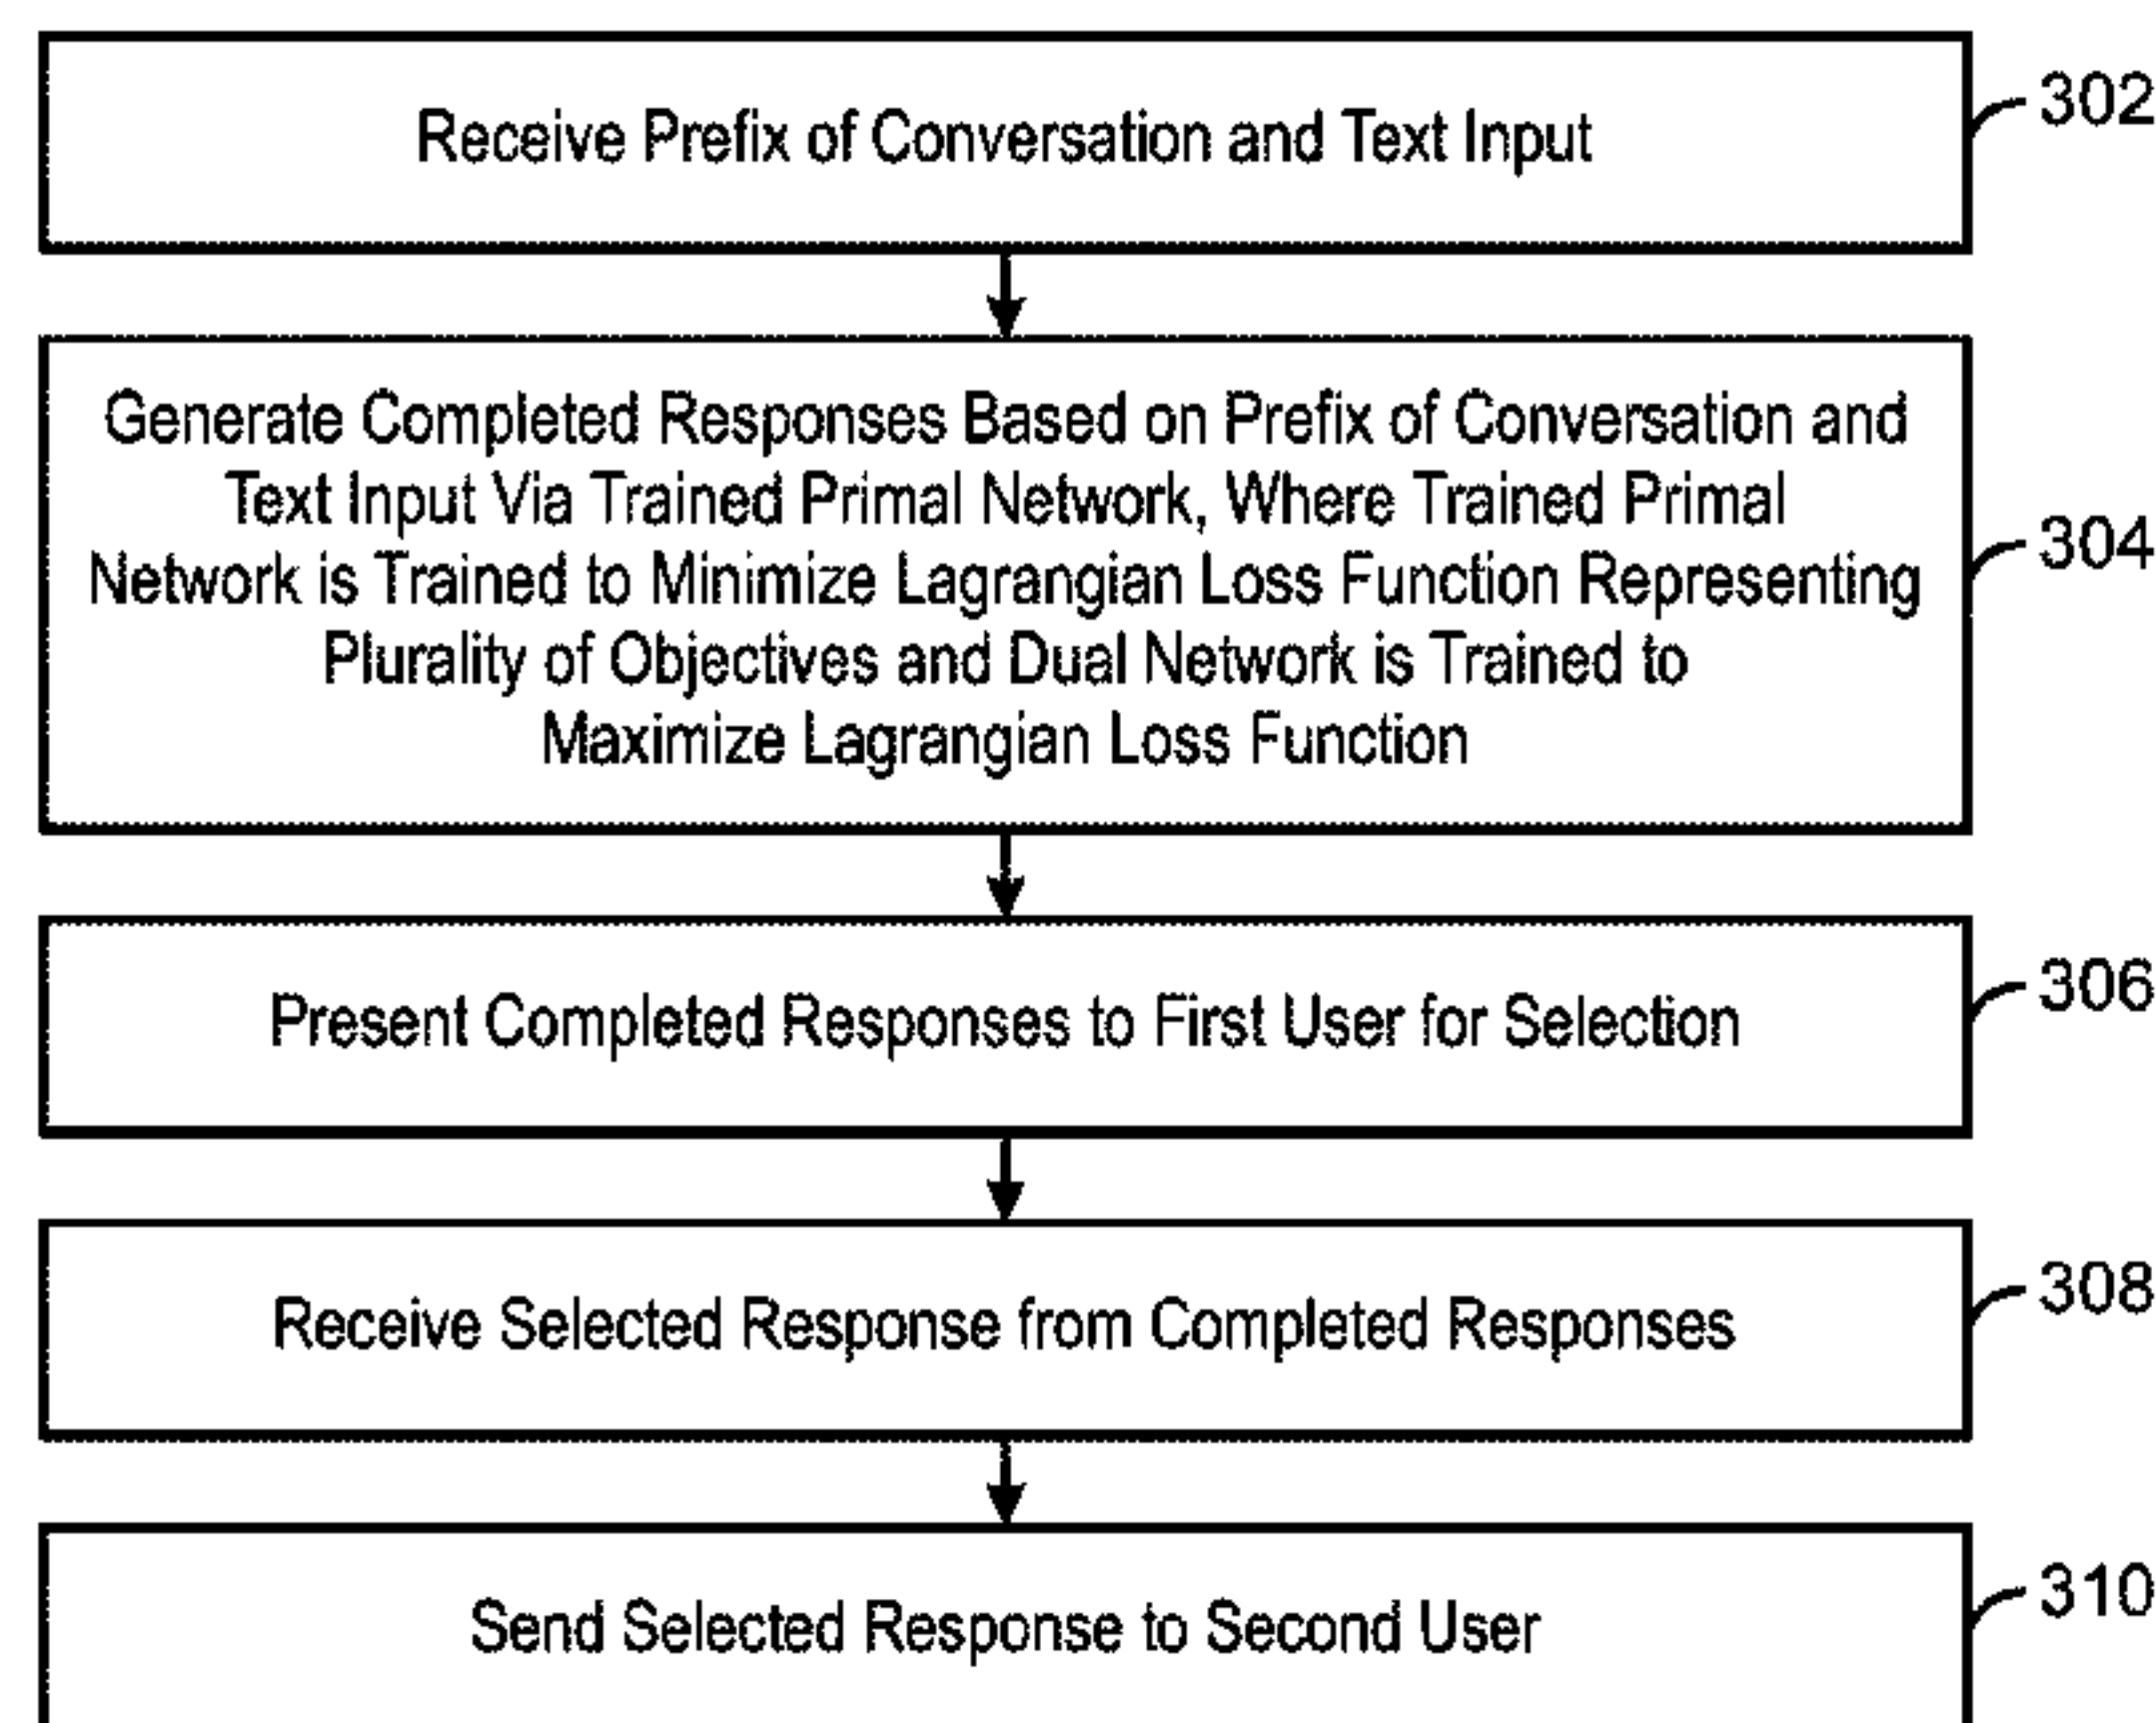 Receive Prefix of Conversation and Text Input
302
Generate Completed Responses Based on Prefix of Conversation and
Text Input Via Trained Primal Network, Where Trained Primal
Network is Trained to Minimize Lagrangian Loss Function Representing
Plurality of Objectives and Dual Network is Trained to
Maximize Lagrangian Loss Function
304
Present Completed Responses to First User for Selection
306
Receive Selected Response from Completed Responses
308
Send Selected Response to Second User
310